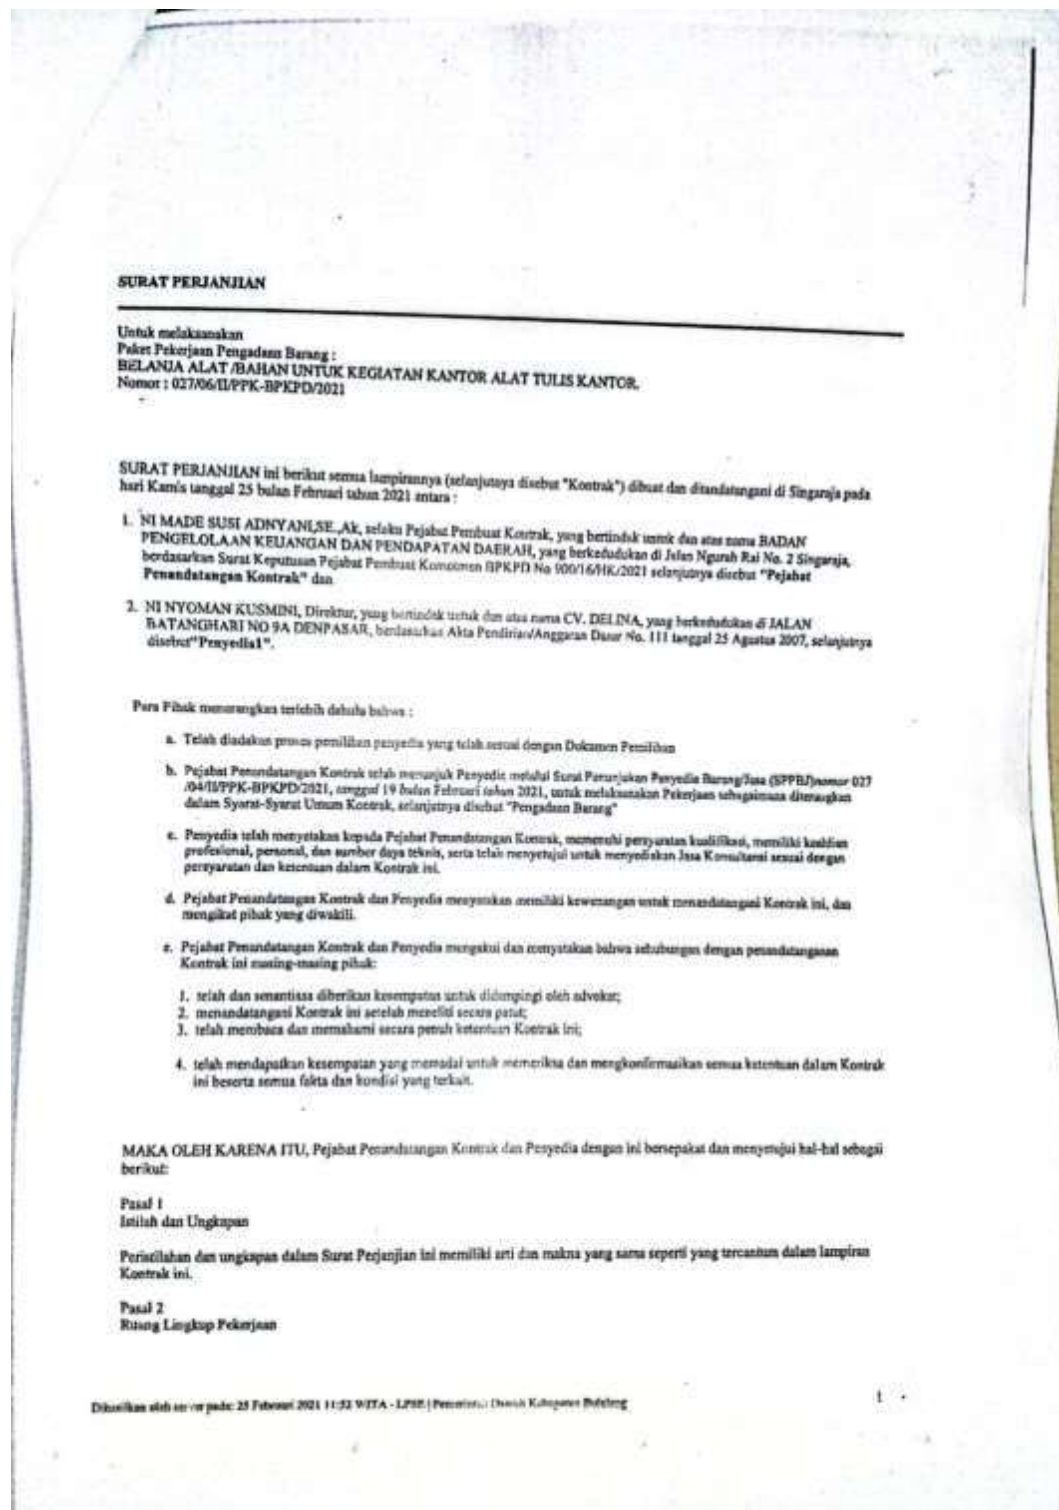 SURAT PERJANJIAN
Untuk melaksanakan
Paket Pekerjaan Pengadaan Barang :
BELANJA ALAT /BAHAN UNTUK KEGIATAN KANTOR ALAT TULIS KANTOR.
Nomor : 027/06/II/PPK-BPKPD/2021
SURAT PERJANJIAN ini berikut semua lampirannya (selanjutnya disebut "Kontrak") dibuat dan ditandatangani di Singaraja pada
hari Kamis tanggal 25 bulan Februari tahun 2021 antara :
1. NI MADE SUSI ADNYANI,SE.,Ak, selaku Pejabat Pembuat Kontrak, yang bertindak untuk dan atas nama BADAN
PENGELOLAAN KEUANGAN DAN PENDAPATAN DAERAH, yang berkedudukan di Jalan Ngurah Rai No. 2 Singaraja,
berdasarkan Surat Keputusan Pejabat Pembuat Komotmen BPKPD No 900/16/HK/2021 selanjutnya disebut "Pejabat
Penandatangan Kontrak" dan
2. NI NYOMAN KUSMINI, Direktur, yang bertindak untuk dan atas nama CV. DELINA, yang berkedudukan di JALAN
BATANGHARI NO 9A DENPASAR, berdasarkan Akta Pendirian/Anggaran Dasar No. 111 tanggal 25 Agustus 2007, selanjutnya
disebut"Penyedia1".
Para Pihak menerangkan terlebih dahulu bahwa :
a. Telah diadakan proses pemilihan penyedia yang telah sesuai dengan Dokumen Pemilihan
b. Pejabat Penandatangan Kontrak telah menunjuk Penyedia melalui Surat Penunjukan Penyedia Barang/Jasa (SPPBJ)nomor 027
/04/II/PPK-BPKPD/2021, tanggal 19 bulan Februari tahun 2021, untuk melaksanakan Pekerjaan sebagaimana diterangkan
dalam Syarat-Syarat Umum Kontrak, selanjutnya disebut "Pengadaan Barang"
c. Penyedia telah menyatakan kepada Pejabat Penandatangan Kontrak, memenuhi persyaratan kualifikasi, memiliki keahlian
profesional, personal, dan sumber daya teknis, serta telah menyetujui untuk menyediakan Jasa Konsultansi sesuai dengan
persyaratan dan ketentuan dalam Kontrak ini.
d. Pejabat Penandatangan Kontrak dan Penyedia menyatakan memiliki kewenangan untuk menandatangani Kontrak ini, dan
mengikat pihak yang diwakili.
e. Pejabat Penandatangan Kontrak dan Penyedia mengakui dan menyatakan bahwa sehubungan dengan penandatanganan
Kontrak ini masing-masing pihak:
1. telah dan senantiasa diberikan kesempatan untuk didampingi oleh advokat;
2. menandatangani Kontrak ini setelah meneliti secara patut;
3. telah membaca dan memahami secara penuh ketentuan Kontrak ini;
4. telah mendapatkan kesempatan yang memadai untuk memeriksa dan mengkonfirmasikan semua ketentuan dalam Kontrak
ini beserta semua fakta dan kondisi yang terkait.
MAKA OLEH KARENA ITU, Pejabat Penandatangan Kontrak dan Penyedia dengan ini bersepakat dan menyetujui hal-hal sebagai
berikut:
Pasal 1
Istilah dan Ungkapan
Peristilahan dan ungkapan dalam Surat Perjanjian ini memiliki arti dan makna yang sama seperti yang tercantum dalam lampiran
Kontrak ini.
Pasal 2
Ruang Lingkup Pekerjaan
Dihasilkan oleh server pada: 25 Februari 2021 11:52 WITA - LPSE | Pemerintah Daerah Kabupaten Buleleng
1